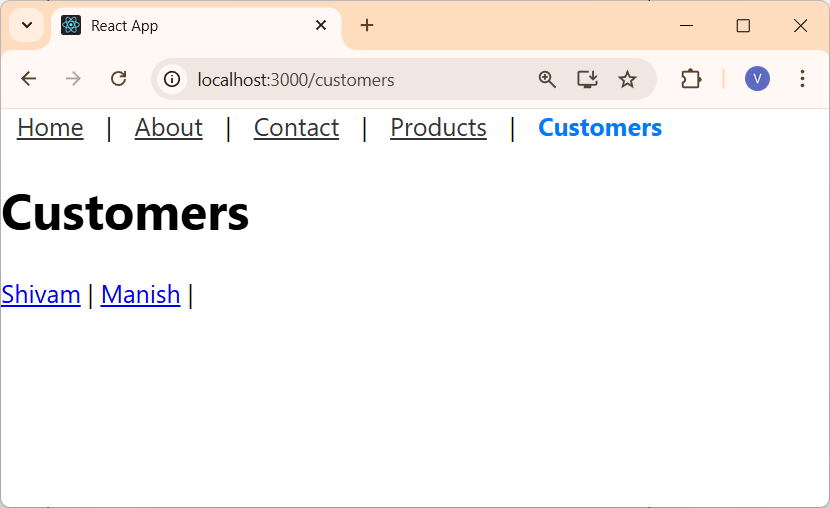 React App
localhost:3000/customers
V
Home | About | Contact | Products | Customers
Customers
Shivam | Manish |